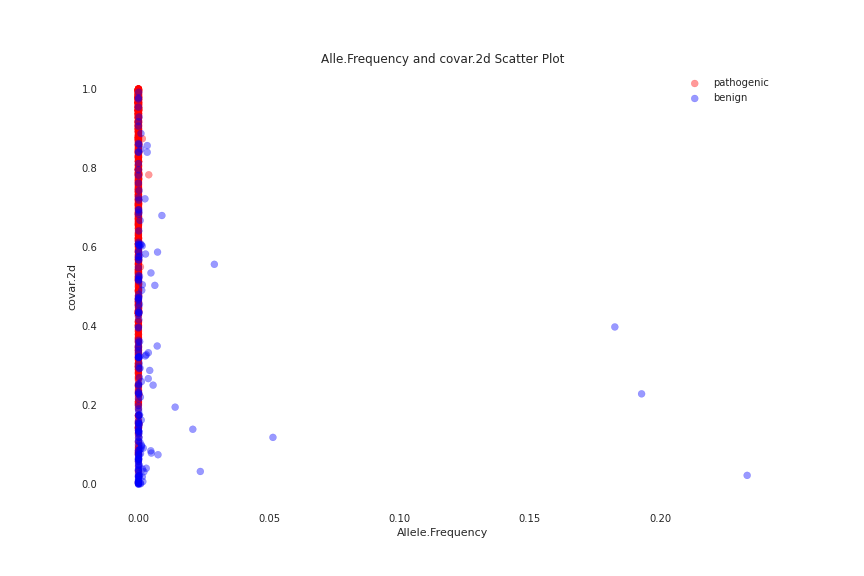 Alle.Frequency and covar.2d Scatter Plot
pathogenic
benign
1.0
0.8
0.6
0.4
0.2
0.0
covar.2d
0.00 0.05 0.10 0.15 0.20
Allele.Frequency